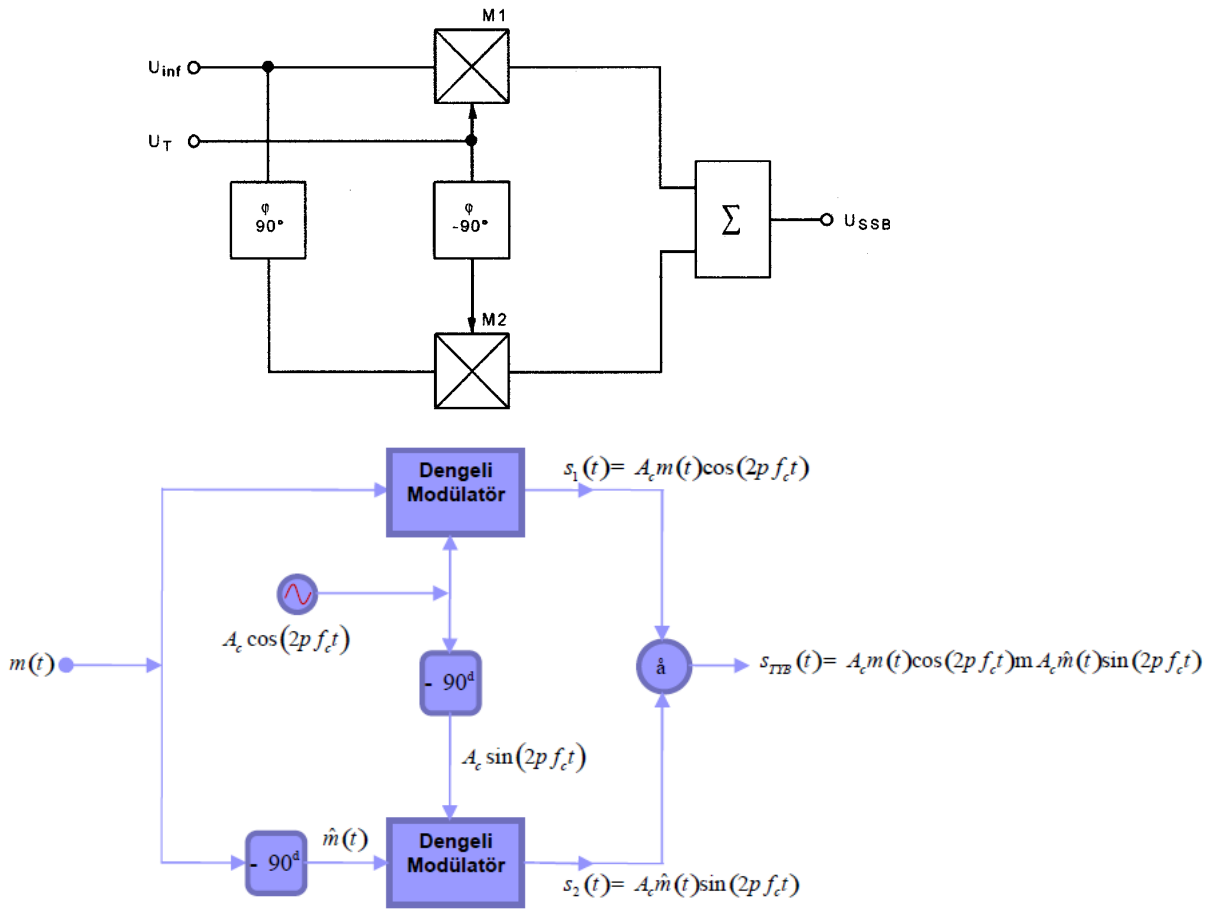 M1
U_inf
U_T
φ
90°
φ
-90°
Σ
U_SSB
M2
Dengeli
Modülatör
s_1(t)= A_c m(t)cos(2p f_c t)
A_c cos(2p f_c t)
m(t)
- 90^d
å
s_TYB(t)= A_c m(t)cos(2p f_c t)m A_c m̂(t)sin(2p f_c t)
A_c sin(2p f_c t)
- 90^d
m̂(t)
Dengeli
Modülatör
s_2(t)= A_c m̂(t)sin(2p f_c t)